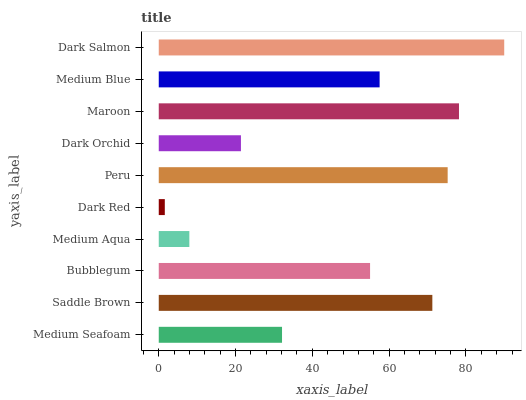 title
Dark Salmon
Medium Blue
Maroon
Dark Orchid
Peru
Dark Red
Medium Aqua
Bubblegum
Saddle Brown
Medium Seafoam
yaxis_label
0 20 40 60 80
xaxis_label